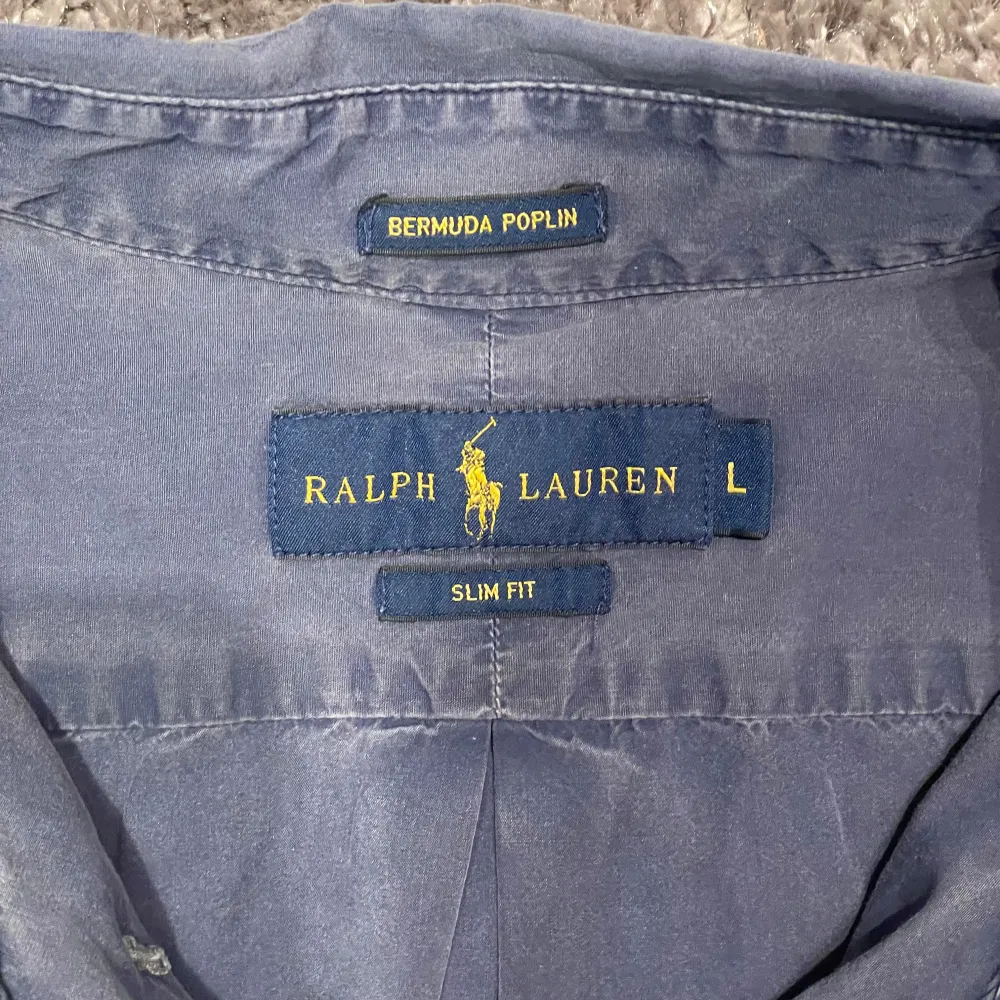 BERMUDA POPLIN
RALPH LAUREN L
SLIM FIT